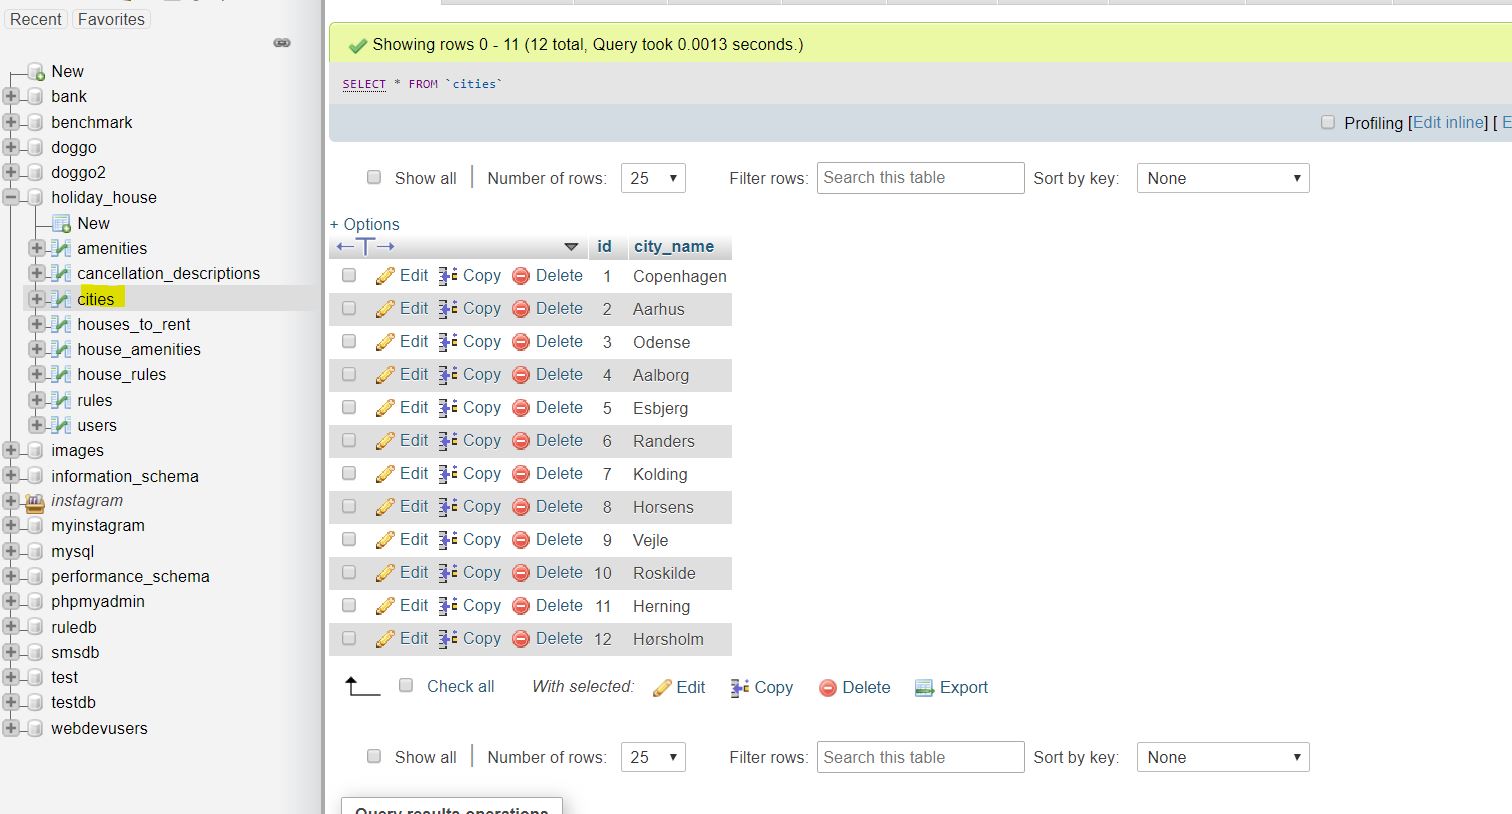 Recent Favorites
New
bank
benchmark
doggo
doggo2
holiday_house
New
amenities
cancellation_descriptions
cities
houses_to_rent
house_amenities
house_rules
rules
users
images
information_schema
instagram
myinstagram
mysql
performance_schema
phpmyadmin
ruledb
smsdb
test
testdb
webdevusers
Showing rows 0 - 11 (12 total, Query took 0.0013 seconds.)
SELECT * FROM `cities`
Profiling [Edit inline] [ E
Show all | Number of rows: 25 Filter rows: Search this table Sort by key: None
+ Options
←T→ id city_name
Edit Copy Delete 1 Copenhagen
Edit Copy Delete 2 Aarhus
Edit Copy Delete 3 Odense
Edit Copy Delete 4 Aalborg
Edit Copy Delete 5 Esbjerg
Edit Copy Delete 6 Randers
Edit Copy Delete 7 Kolding
Edit Copy Delete 8 Horsens
Edit Copy Delete 9 Vejle
Edit Copy Delete 10 Roskilde
Edit Copy Delete 11 Herning
Edit Copy Delete 12 Hørsholm
Check all With selected: Edit Copy Delete Export
Show all | Number of rows: 25 Filter rows: Search this table Sort by key: None
Query results operations